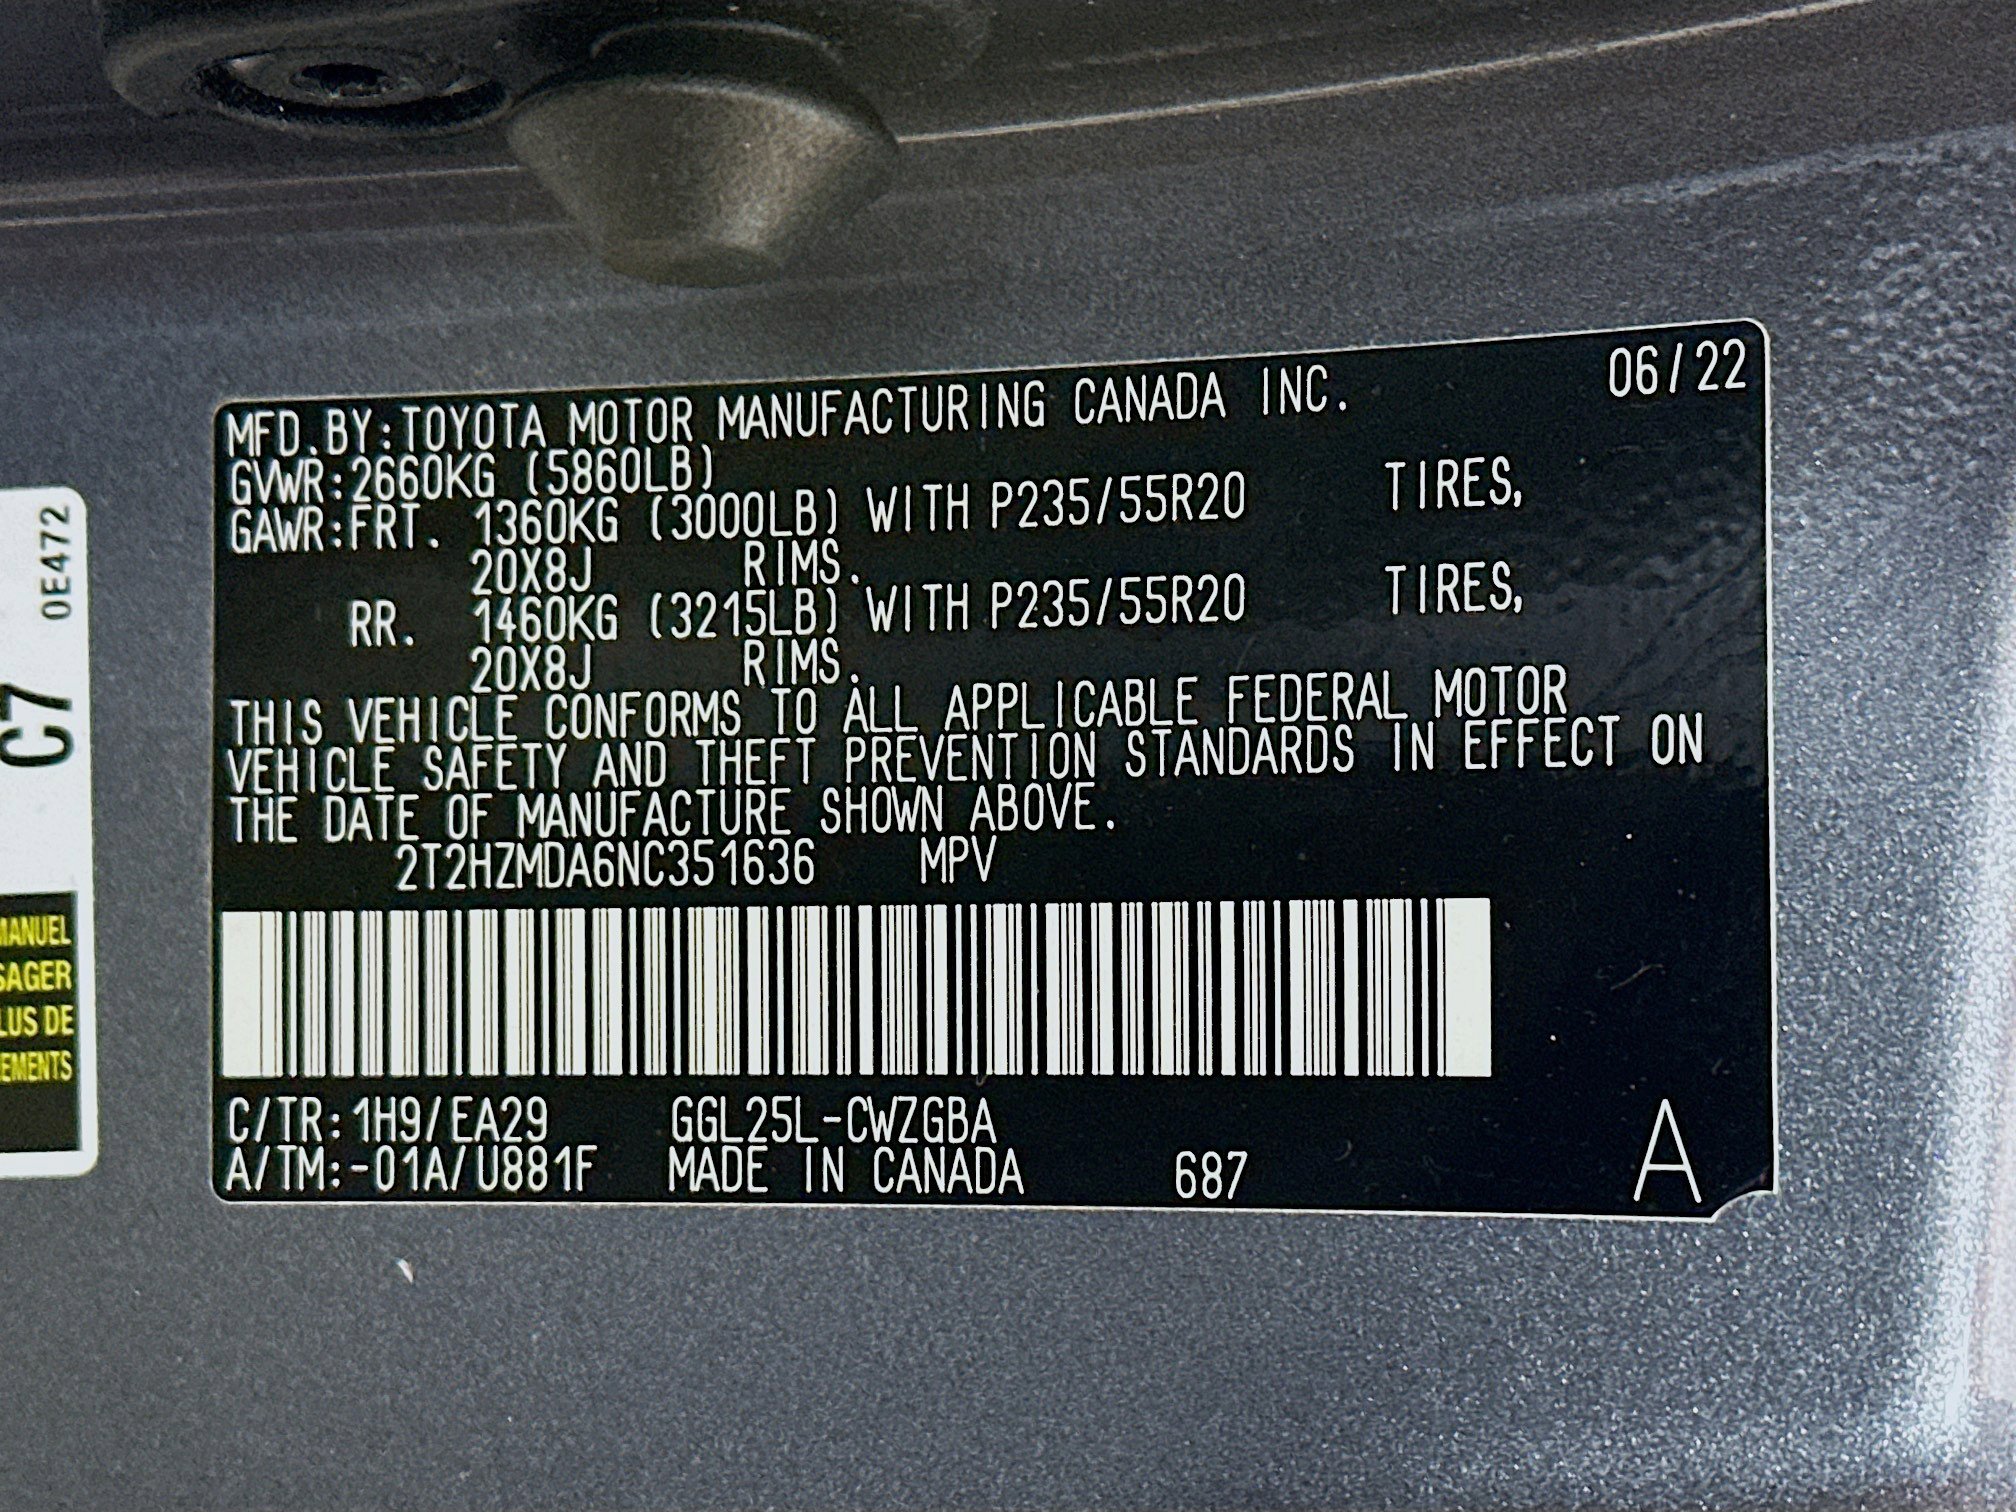 MFD.BY:TOYOTA MOTOR MANUFACTURING CANADA INC. 06/22
GVWR:2660KG (5860LB)
GAWR:FRT. 1360KG (3000LB) WITH P235/55R20 TIRES,
20X8J RIMS.
RR. 1460KG (3215LB) WITH P235/55R20 TIRES,
20X8J RIMS.
THIS VEHICLE CONFORMS TO ALL APPLICABLE FEDERAL MOTOR
VEHICLE SAFETY AND THEFT PREVENTION STANDARDS IN EFFECT ON
THE DATE OF MANUFACTURE SHOWN ABOVE.
2T2HZMDA6NC351636 MPV
C/TR:1H9/EA29 GGL25L-CWZGBA
A/TM:-01A/U881F MADE IN CANADA 687 A
0E472
C7
MANUEL
SAGER
LUS DE
EMENTS